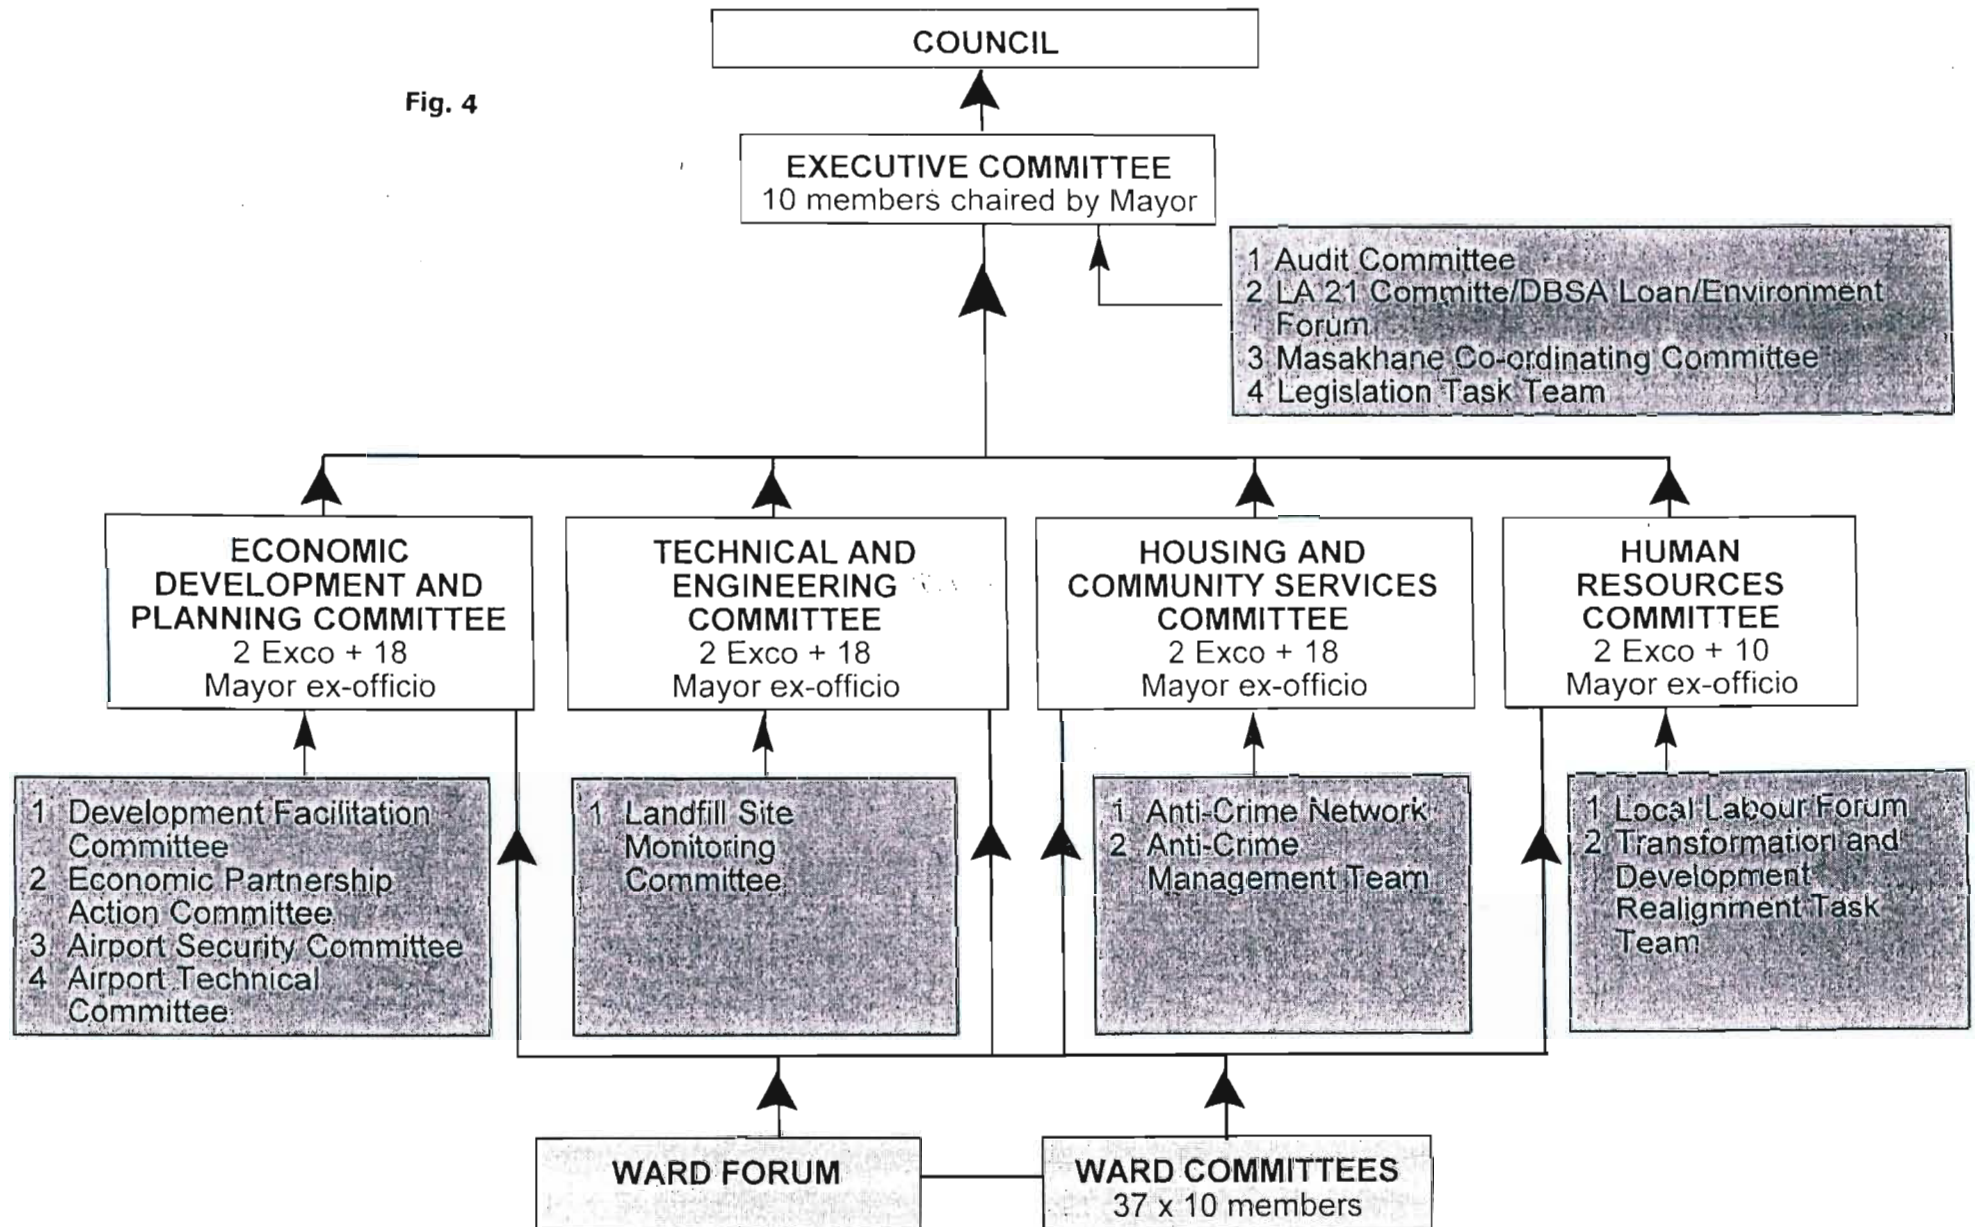 COUNCIL
Fig. 4
EXECUTIVE COMMITTEE
10 members chaired by Mayor
1 Audit Committee
2 LA 21 Committe/DBSA Loan/Environment
Forum
3 Masakhane Co-ordinating Committee
4 Legislation Task Team
ECONOMIC
DEVELOPMENT AND
PLANNING COMMITTEE
2 Exco + 18
Mayor ex-officio
TECHNICAL AND
ENGINEERING
COMMITTEE
2 Exco + 18
Mayor ex-officio
HOUSING AND
COMMUNITY SERVICES
COMMITTEE
2 Exco + 18
Mayor ex-officio
HUMAN
RESOURCES
COMMITTEE
2 Exco + 10
Mayor ex-officio
1 Development Facilitation
Committee
2 Economic Partnership
Action Committee
3 Airport Security Committee
4 Airport Technical
Committee
1 Landfill Site
Monitoring
Committee
1 Anti-Crime Network
2 Anti-Crime
Management Team
1 Local Labour Forum
2 Transformation and
Development
Realignment Task
Team
WARD FORUM
WARD COMMITTEES
37 x 10 members